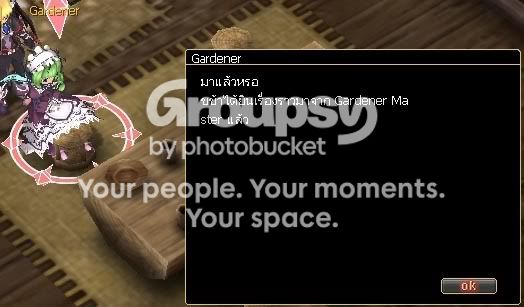 Gardener
Gardener
มาแล้วหรอ
ได้ยินเรื่องราวมาจาก Gardener Ma
ster แล้ว
Groupsy
by photobucket
Your people. Your moments.
Your space.
ok